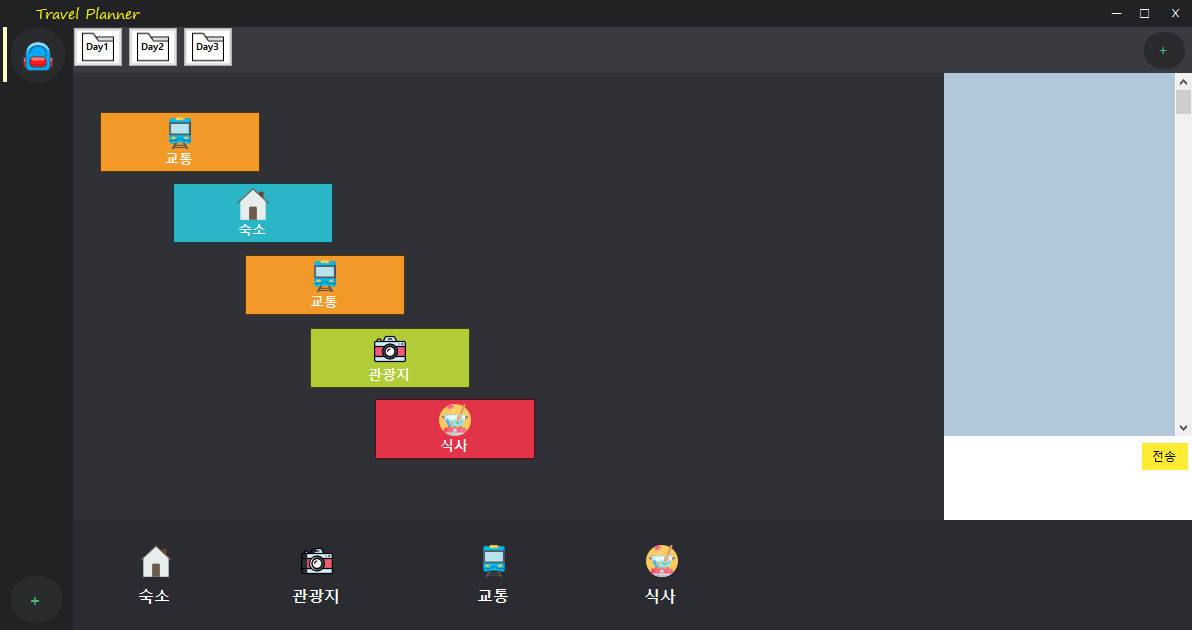 Travel Planner
Day1
Day2
Day3
+
교통
숙소
교통
관광지
식사
전송
숙소
관광지
교통
식사
+